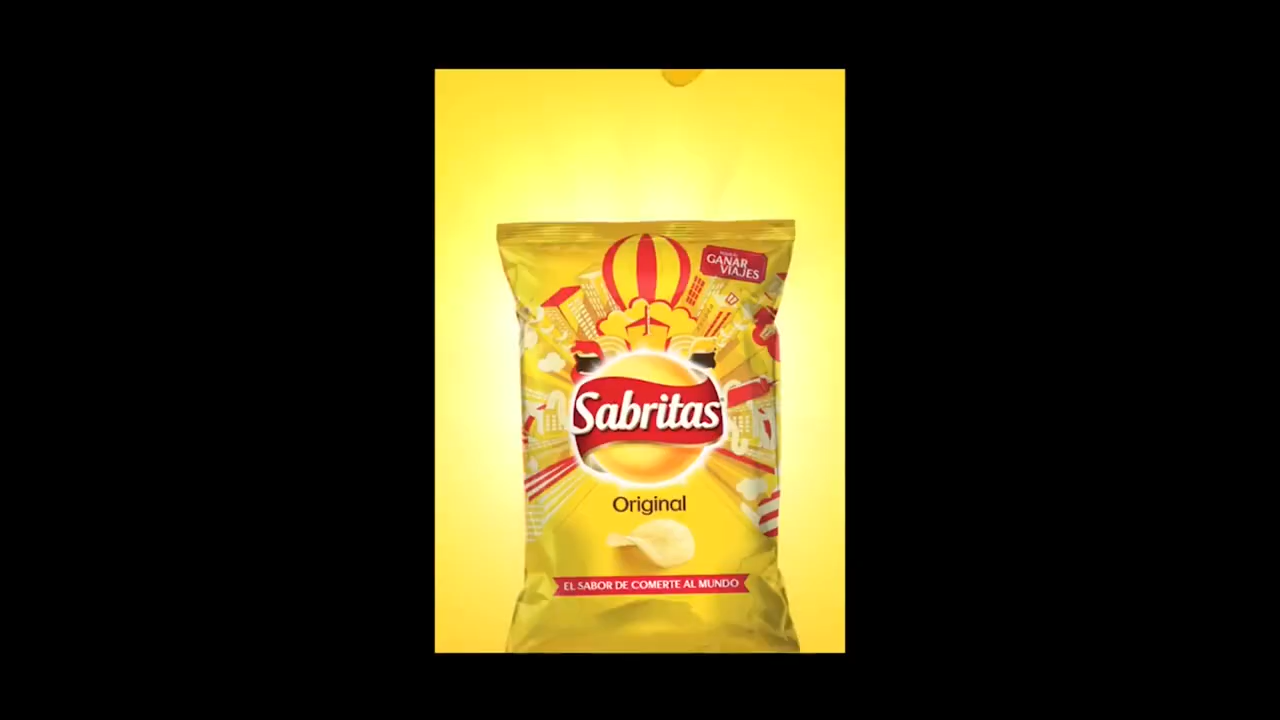 GANAR
VIAJES
Sabritas
Original
EL SABOR DE COMERTE AL MUNDO